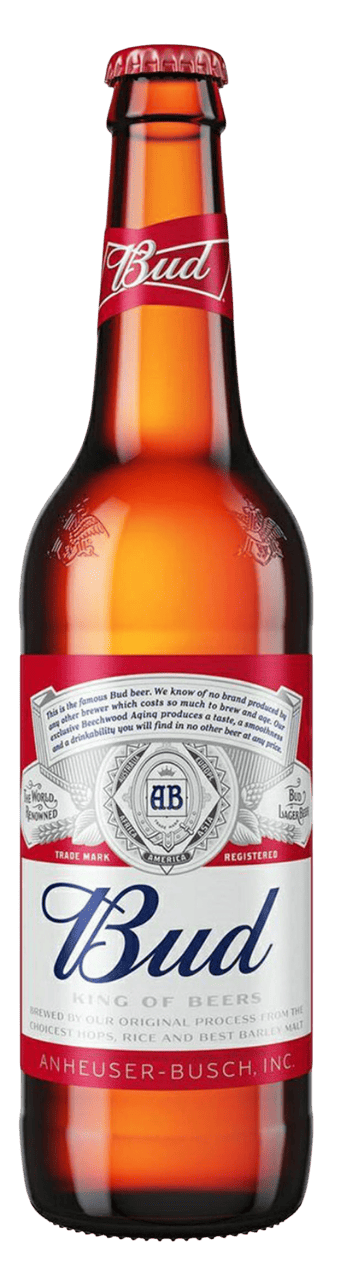 Bud
This is the famous Bud beer. We know of no brand produced by
any other brewer which costs so much to brew and age. Our
exclusive Beechwood Aging produces a taste, a smoothness
and a drinkability you will find in no other beer at any price.
THE WORLD
RENOWNED
AB
EUROPE
AFRICA
ASIA
BUD
LAGER BEER
TRADE MARK
AMERICA
REGISTERED
Bud
KING OF BEERS
BREWED BY OUR ORIGINAL PROCESS FROM THE
CHOICEST HOPS, RICE AND BEST BARLEY MALT
ANHEUSER-BUSCH, INC.